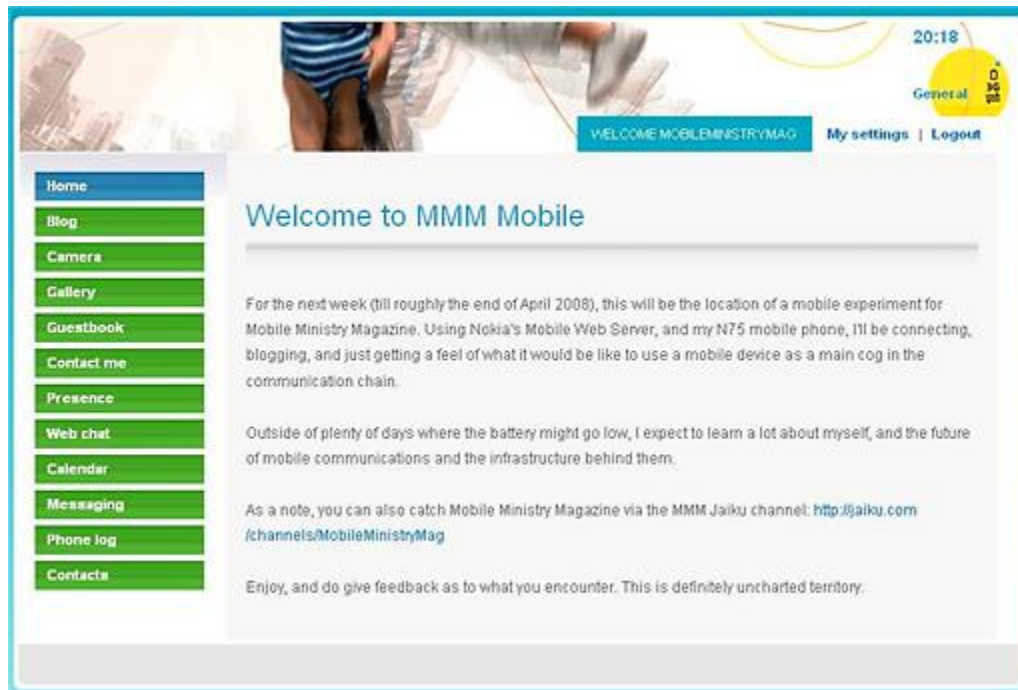 20:18
General
WELCOME MOBILEMINISTRYMAG
My settings | Logout
Home
Blog
Camera
Gallery
Guestbook
Contact me
Presence
Web chat
Calendar
Messaging
Phone log
Contacts
Welcome to MMM Mobile
For the next week (till roughly the end of April 2008), this will be the location of a mobile experiment for
Mobile Ministry Magazine. Using Nokia's Mobile Web Server, and my N75 mobile phone, I'll be connecting,
blogging, and just getting a feel of what it would be like to use a mobile device as a main cog in the
communication chain.
Outside of plenty of days where the battery might go low, I expect to learn a lot about myself, and the future
of mobile communications and the infrastructure behind them.
As a note, you can also catch Mobile Ministry Magazine via the MMM Jaiku channel: http://jaiku.com
/channels/MobileMinistryMag
Enjoy, and do give feedback as to what you encounter. This is definitely uncharted territory.